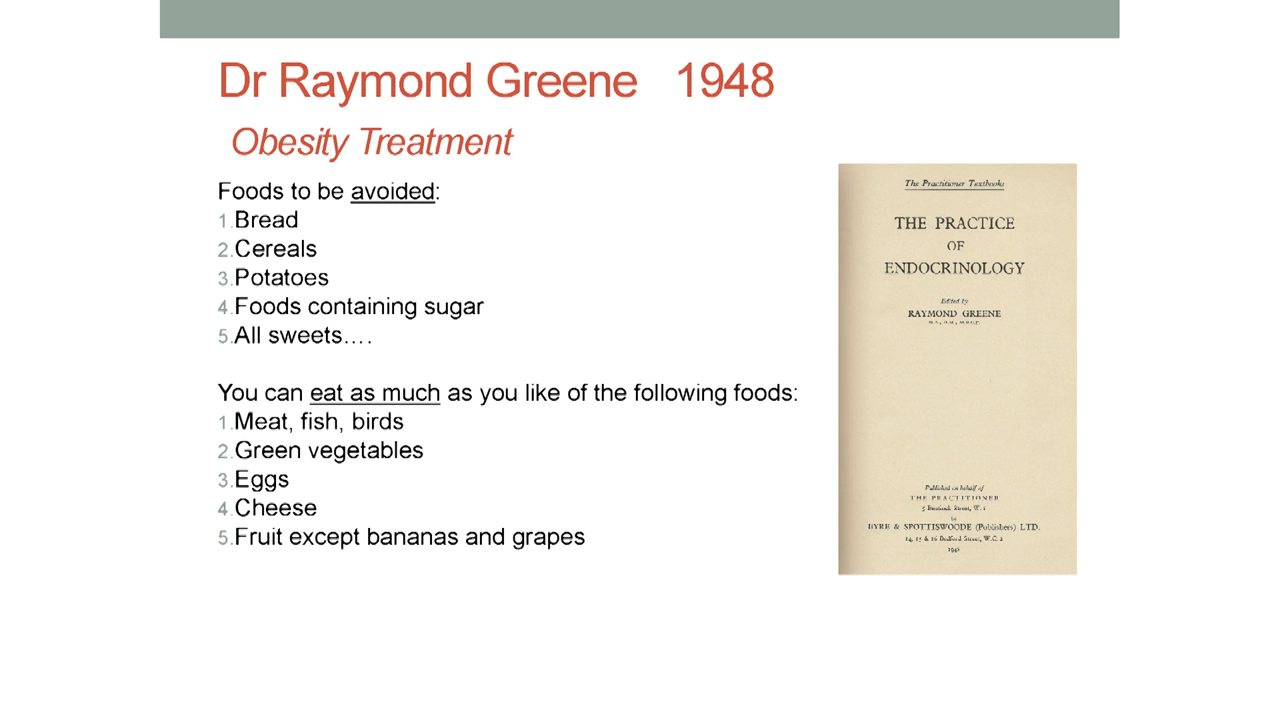 Dr Raymond Greene 1948
Obesity Treatment
Foods to be avoided:
1.Bread
2.Cereals
3.Potatoes
4.Foods containing sugar
5.All sweets….
You can eat as much as you like of the following foods:
1.Meat, fish, birds
2.Green vegetables
3.Eggs
4.Cheese
5.Fruit except bananas and grapes
The Practitioner Textbooks
THE PRACTICE
OF
ENDOCRINOLOGY
Edited by
RAYMOND GREENE
Published on behalf of
THE PRACTITIONER
5 Bentinck Street, W. 1
by
EYRE & SPOTTISWOODE (Publishers) LTD.
14, 15 & 16 Bedford Street, W.C. 2